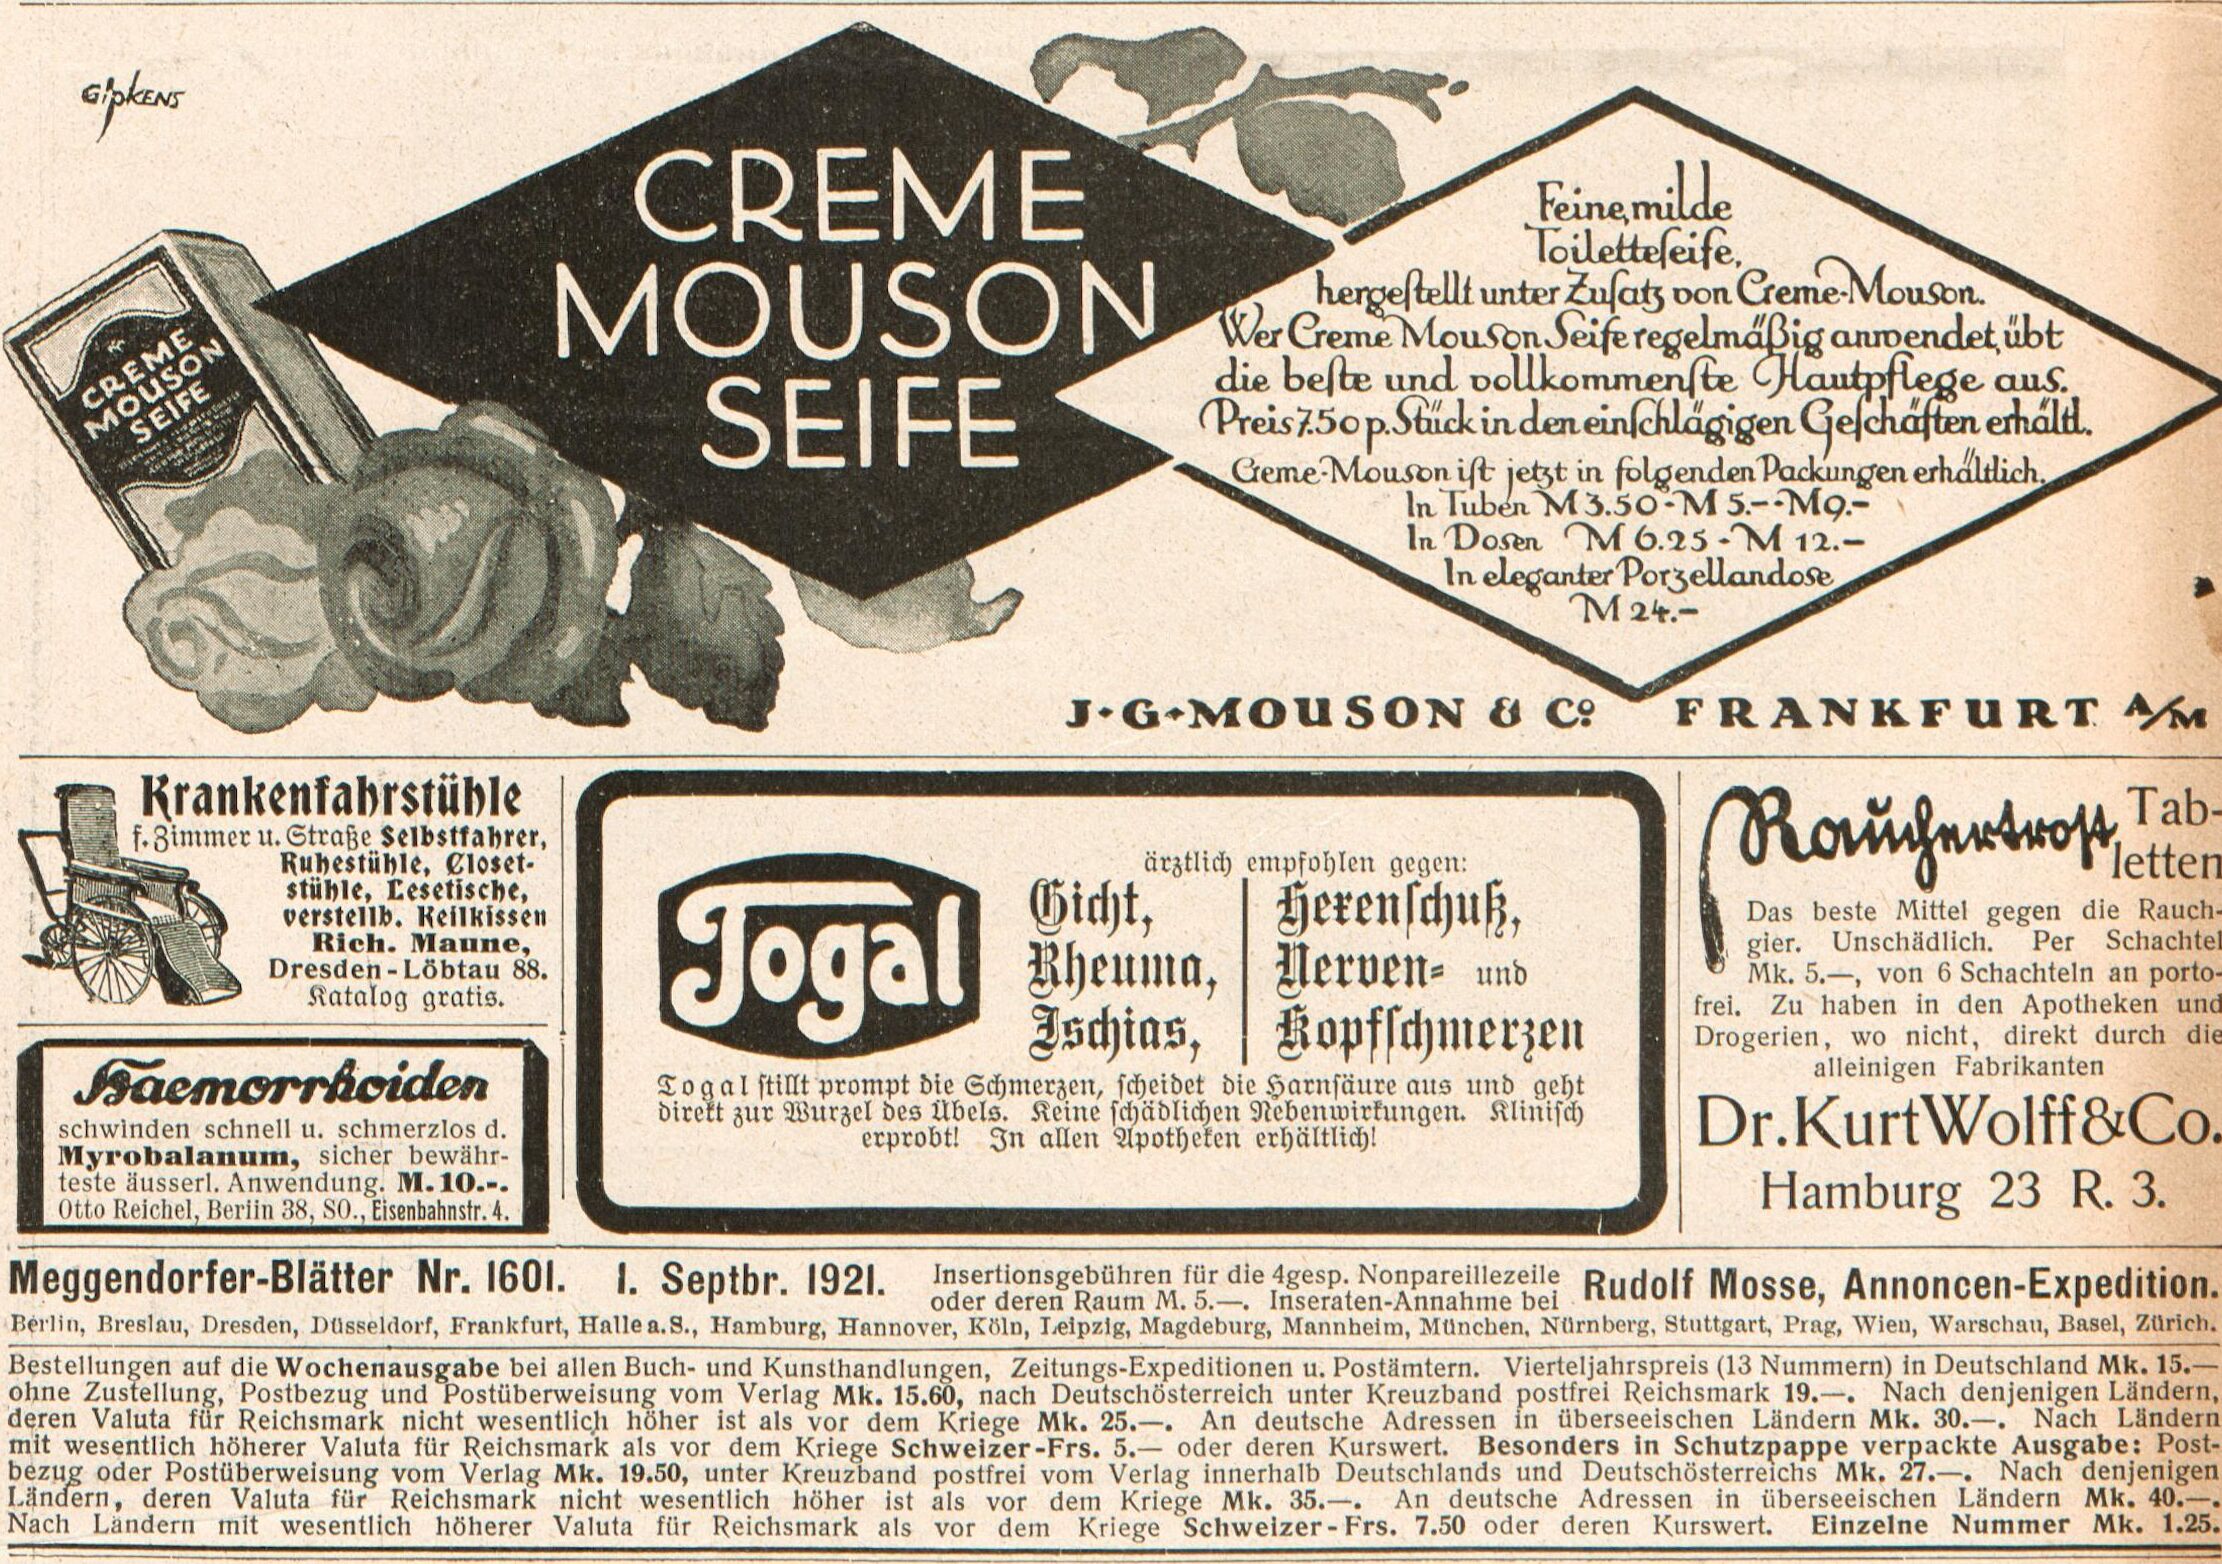 GipKENS
CREME
MOUSON
SEIFE
CREME
MOUSON
SEIFE
Feine, milde
Toiletteſeife,
hergeſtellt unter Zuſatz von Creme-Mouson.
Wer Creme Mouson Seife regelmäßig anwendet, übt
die beſte und vollkommenſte Hautpflege aus.
Preis 7.50 p. Stück in den einſchlägigen Geſchäften erhältl.
Creme-Mouson iſt jetzt in folgenden Packungen erhältlich.
In Tuben M 3.50-M 5.--M9.-
In Dosen M 6.25-M 12.-
In eleganter Porzellandose
M 24.-
J·G·MOUSON & Co. FRANKFURT A/M
Krankenfahrstühle
f. Zimmer u. Straße Selbstfahrer,
Ruhestühle, Closet-
stühle, Lesetische,
verstellb. Keilkissen
Rich. Maune,
Dresden-Löbtau 88.
Katalog gratis.
Haemorrhoiden
schwinden schnell u. schmerzlos d.
Myrobalanum, sicher bewähr-
teste äusserl. Anwendung. M. 10.-.
Otto Reichel, Berlin 38, SO., Eisenbahnstr. 4.
Togal
ärztlich empfohlen gegen:
Gicht,
Rheuma,
Ischias,
Hexenſchuß,
Nerven- und
Kopfſchmerzen
Togal ſtillt prompt die Schmerzen, ſcheidet die Harnſäure aus und geht
direkt zur Wurzel des Übels. Keine ſchädlichen Nebenwirkungen. Kliniſch
erprobt! In allen Apotheken erhältlich!
Rauchertrost Tab-
letten
Das beste Mittel gegen die Rauch-
gier. Unschädlich. Per Schachtel
Mk. 5.—, von 6 Schachteln an porto-
frei. Zu haben in den Apotheken und
Drogerien, wo nicht, direkt durch die
alleinigen Fabrikanten
Dr. Kurt Wolff & Co.
Hamburg 23 R. 3.
Meggendorfer-Blätter Nr. 1601. 1. Septbr. 1921.
Insertionsgebühren für die 4gesp. Nonpareillezeile
oder deren Raum M. 5.—. Inseraten-Annahme bei
Rudolf Mosse, Annoncen-Expedition.
Berlin, Breslau, Dresden, Düsseldorf, Frankfurt, Halle a. S., Hamburg, Hannover, Köln, Leipzig, Magdeburg, Mannheim, München, Nürnberg, Stuttgart, Prag, Wien, Warschau, Basel, Zürich.
Bestellungen auf die Wochenausgabe bei allen Buch- und Kunsthandlungen, Zeitungs-Expeditionen u. Postämtern. Vierteljahrspreis (13 Nummern) in Deutschland Mk. 15.—
ohne Zustellung, Postbezug und Postüberweisung vom Verlag Mk. 15.60, nach Deutschösterreich unter Kreuzband postfrei Reichsmark 19.—. Nach denjenigen Ländern,
deren Valuta für Reichsmark nicht wesentlich höher ist als vor dem Kriege Mk. 25.—. An deutsche Adressen in überseeischen Ländern Mk. 30.—. Nach Ländern
mit wesentlich höherer Valuta für Reichsmark als vor dem Kriege Schweizer-Frs. 5.— oder deren Kurswert. Besonders in Schutzpappe verpackte Ausgabe: Post-
bezug oder Postüberweisung vom Verlag Mk. 19.50, unter Kreuzband postfrei vom Verlag innerhalb Deutschlands und Deutschösterreichs Mk. 27.—. Nach denjenigen
Ländern, deren Valuta für Reichsmark nicht wesentlich höher ist als vor dem Kriege Mk. 35.—. An deutsche Adressen in überseeischen Ländern Mk. 40.—.
Nach Ländern mit wesentlich höherer Valuta für Reichsmark als vor dem Kriege Schweizer-Frs. 7.50 oder deren Kurswert. Einzelne Nummer Mk. 1.25.